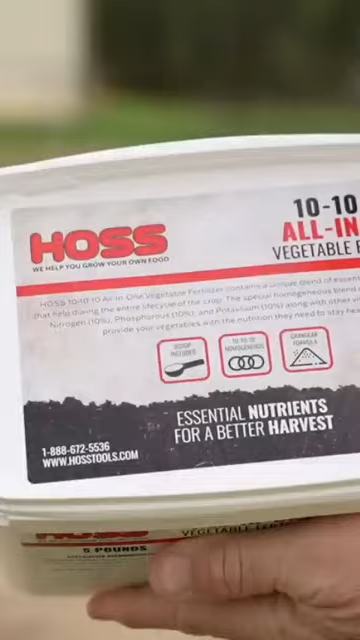 HOSS
WE HELP YOU GROW YOUR OWN FOOD
10-10
ALL-IN
VEGETABLE F
HOSS 10-10-10 All-In-One Vegetable Fertilizer contains a unique blend of essent
that help during the entire lifecycle of the crop. The special homogeneous blend
Nitrogen (10%), Phosphorous (10%), and Potassium (10%) along with other
provide your vegetables with the nutrition they need to stay hea
SCOOP
INCLUDED
10-10-10
HOMOGENEOUS
GRANULAR
FORMULA
ESSENTIAL NUTRIENTS
FOR A BETTER HARVEST
1-888-672-5536
WWW.HOSSTOOLS.COM
HOSS
5 POUNDS
VEGETABLE